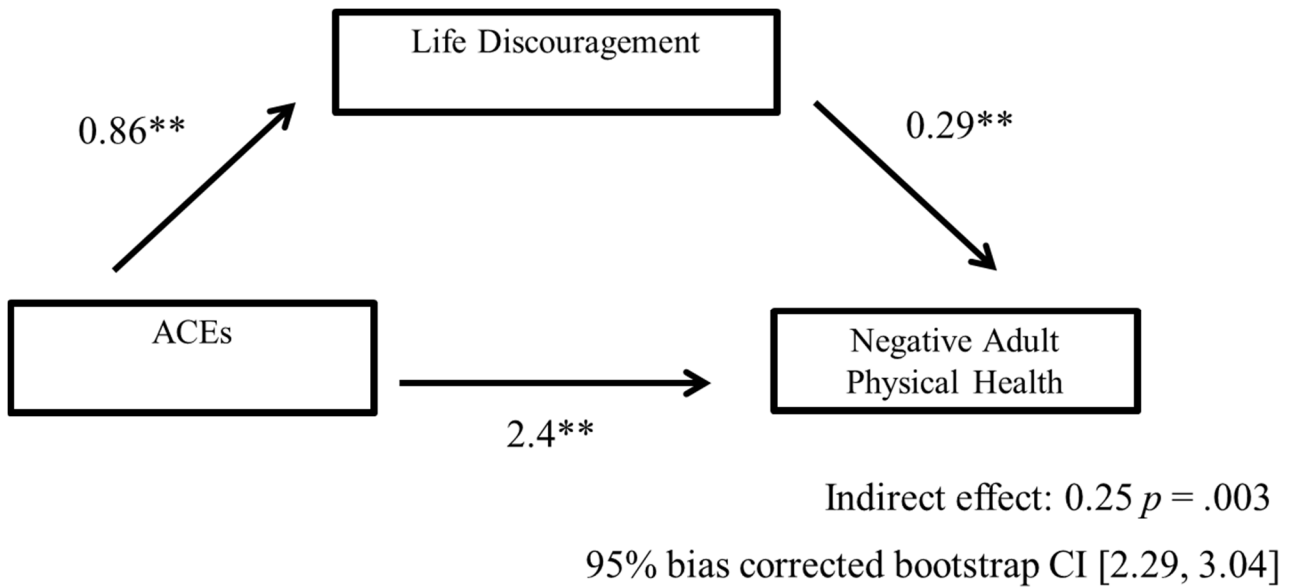 Life Discouragement
0.86**
0.29**
ACEs
Negative Adult
Physical Health
2.4**
Indirect effect: 0.25 p = .003
95% bias corrected bootstrap CI [2.29, 3.04]